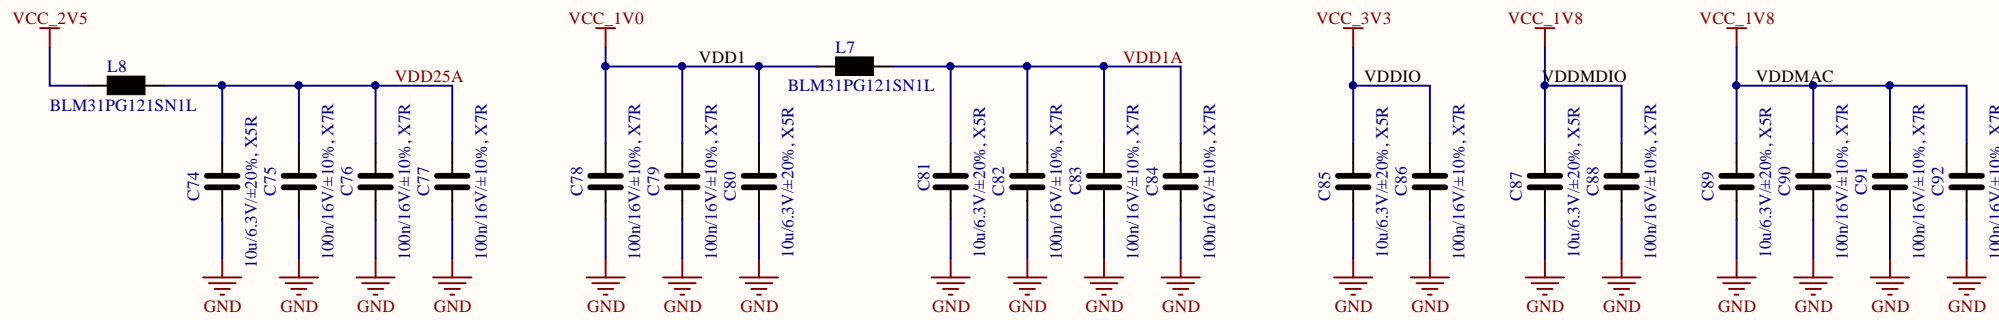 VCC_2V5
L8
BLM31PG121SN1L
VDD25A
C74
10u/6.3V/±20%, X5R
C75
100n/16V/±10%, X7R
C76
100n/16V/±10%, X7R
C77
100n/16V/±10%, X7R
GND
GND
GND
GND
VCC_1V0
VDD1
L7
BLM31PG121SN1L
VDD1A
C78
100n/16V/±10%, X7R
C79
100n/16V/±10%, X7R
C80
10u/6.3V/±20%, X5R
C81
10u/6.3V/±20%, X5R
C82
100n/16V/±10%, X7R
C83
100n/16V/±10%, X7R
C84
100n/16V/±10%, X7R
GND
GND
GND
GND
GND
GND
GND
VCC_3V3
VDDIO
C85
10u/6.3V/±20%, X5R
C86
100n/16V/±10%, X7R
GND
GND
VCC_1V8
VDDMDIO
C87
10u/6.3V/±20%, X5R
C88
100n/16V/±10%, X7R
GND
GND
VCC_1V8
VDDMAC
C89
10u/6.3V/±20%, X5R
C90
100n/16V/±10%, X7R
C91
100n/16V/±10%, X7R
C92
100n/16V/±10%, X7R
GND
GND
GND
GND